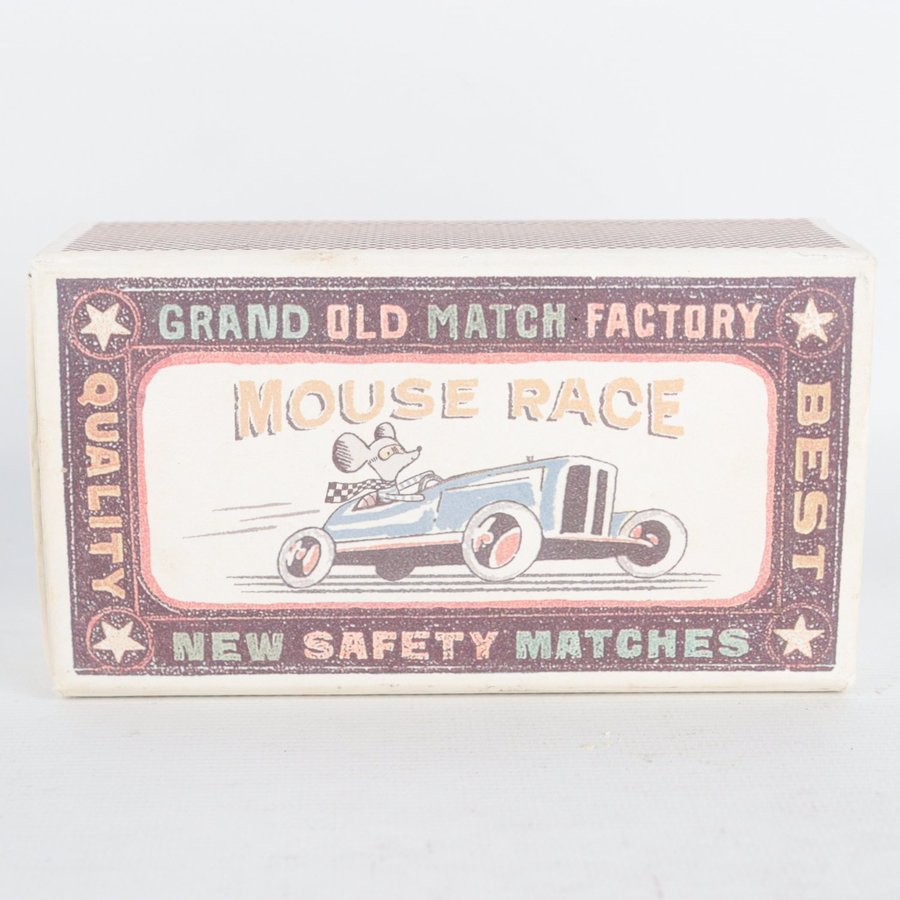 GRAND OLD MATCH FACTORY
QUALITY
MOUSE RACE
BEST
NEW SAFETY MATCHES